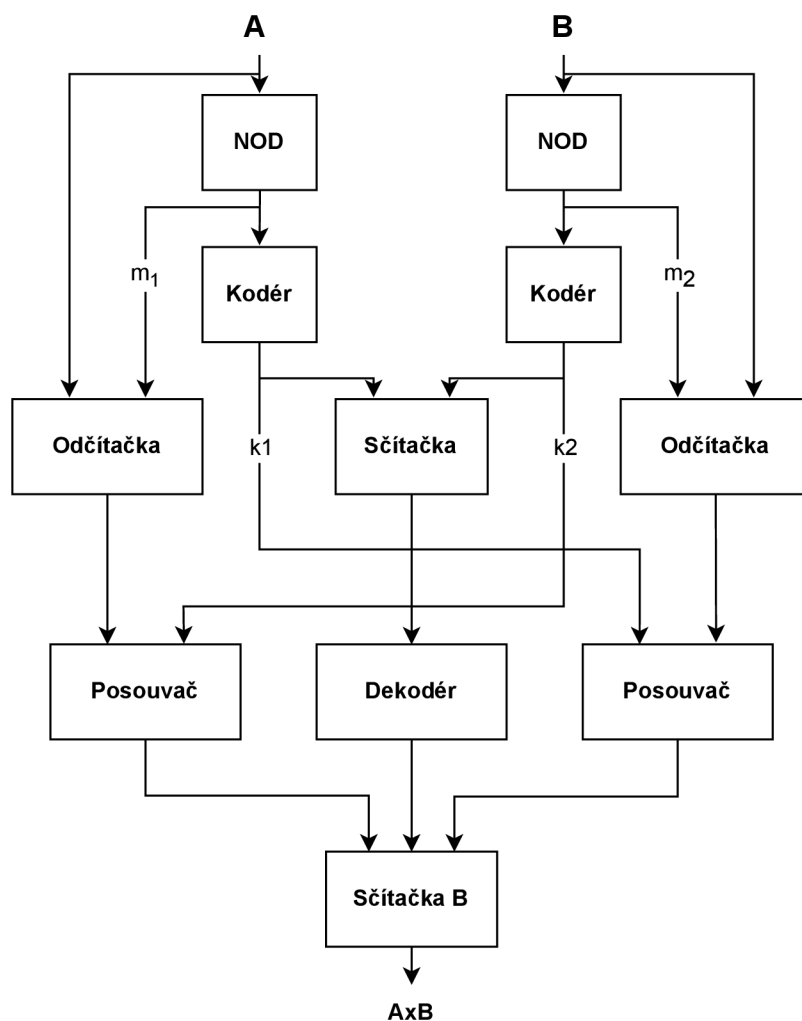 A
B
NOD
NOD
m1
m2
Kodér
Kodér
Odčítačka
k1
Sčítačka
k2
Odčítačka
Posouvač
Dekodér
Posouvač
Sčítačka B
AxB